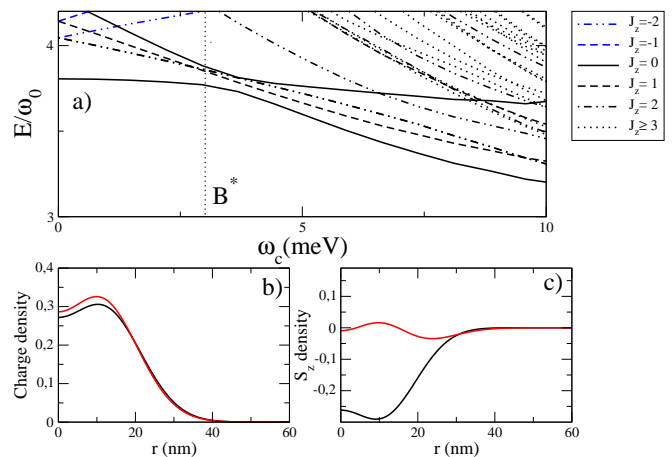 4
3
E/ω0
a)
B*
0
5
10
ωc(meV)
Jz=-2
Jz=-1
Jz=0
Jz=1
Jz=2
Jz≥3
0,4
0,3
0,2
0,1
0
Charge density
b)
0
20
40
60
r (nm)
0,1
0
-0,1
-0,2
Sz density
c)
0
20
40
60
r (nm)